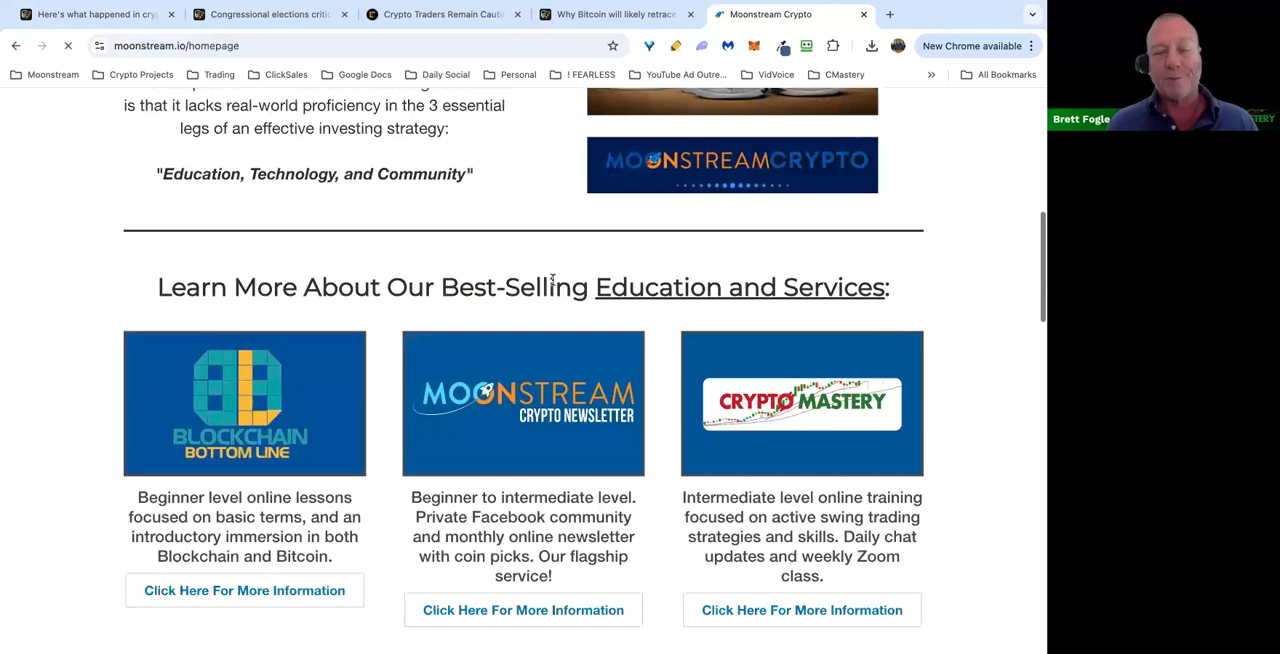 Here's what happened in cry
Congressional elections critic
Crypto Traders Remain Cauti
Why Bitcoin will likely retrace
Moonstream Crypto
moonstream.io/homepage
New Chrome available
Moonstream
Crypto Projects
Trading
ClickSales
Google Docs
Daily Social
Personal
! FEARLESS
YouTube Ad Outre...
VidVoice
CMastery
All Bookmarks
Brett Fogle
is that it lacks real-world proficiency in the 3 essential
legs of an effective investing strategy:
"Education, Technology, and Community"
MOONSTREAMCRYPTO
Learn More About Our Best-Selling Education and Services:
BLOCKCHAIN
BOTTOM LINE
MOONSTREAM
CRYPTO NEWSLETTER
CRYPTO MASTERY
Beginner level online lessons
focused on basic terms, and an
introductory immersion in both
Blockchain and Bitcoin.
Click Here For More Information
Beginner to intermediate level.
Private Facebook community
and monthly online newsletter
with coin picks. Our flagship
service!
Click Here For More Information
Intermediate level online training
focused on active swing trading
strategies and skills. Daily chat
updates and weekly Zoom
class.
Click Here For More Information